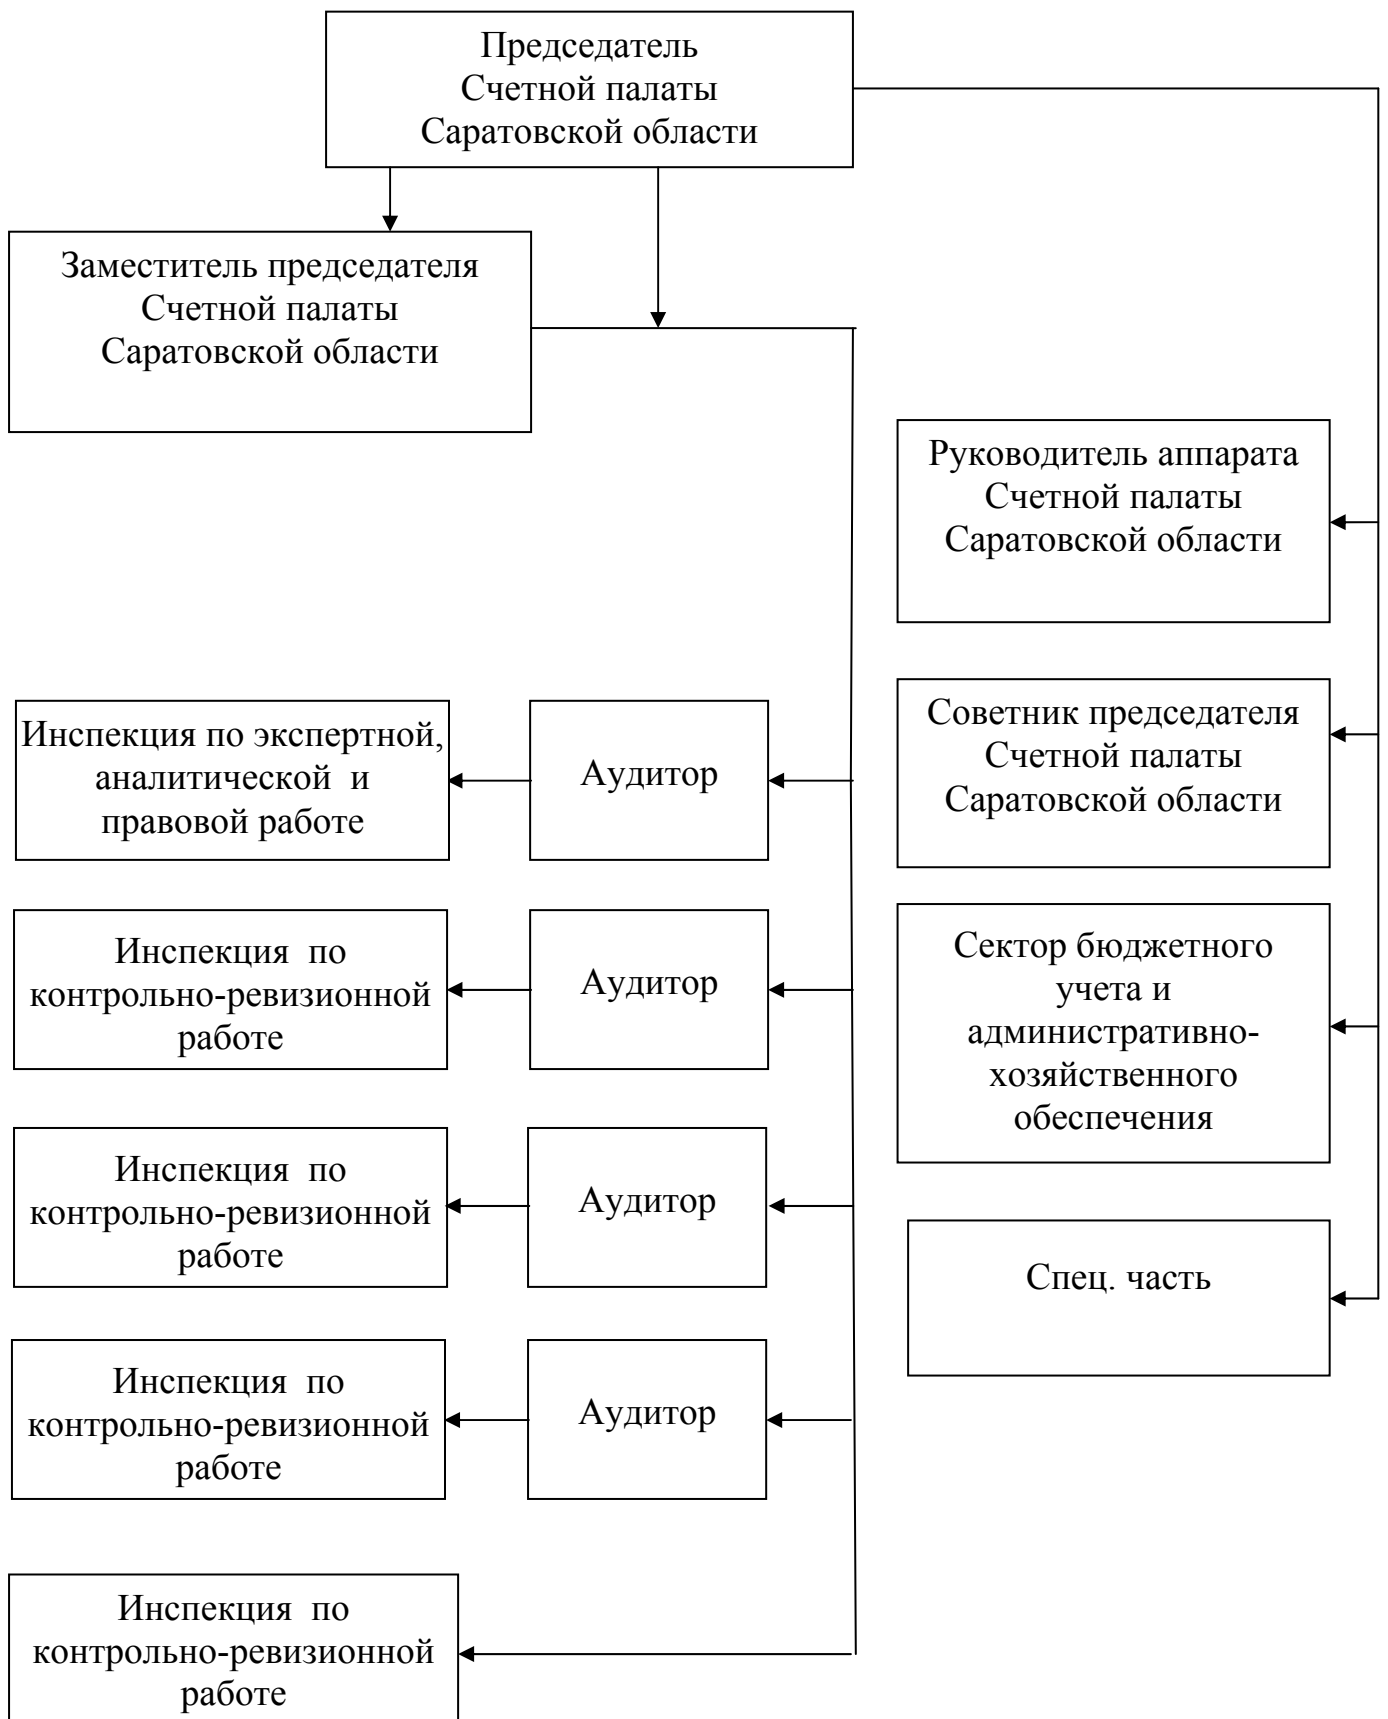 Председатель
Счетной палаты
Саратовской области
Заместитель председателя
Счетной палаты
Саратовской области
Руководитель аппарата
Счетной палаты
Саратовской области
Советник председателя
Счетной палаты
Саратовской области
Инспекция по экспертной,
аналитической и
правовой работе
Аудитор
Инспекция по
контрольно-ревизионной
работе
Аудитор
Сектор бюджетного
учета и
административно-
хозяйственного
обеспечения
Инспекция по
контрольно-ревизионной
работе
Аудитор
Спец. часть
Инспекция по
контрольно-ревизионной
работе
Аудитор
Инспекция по
контрольно-ревизионной
работе